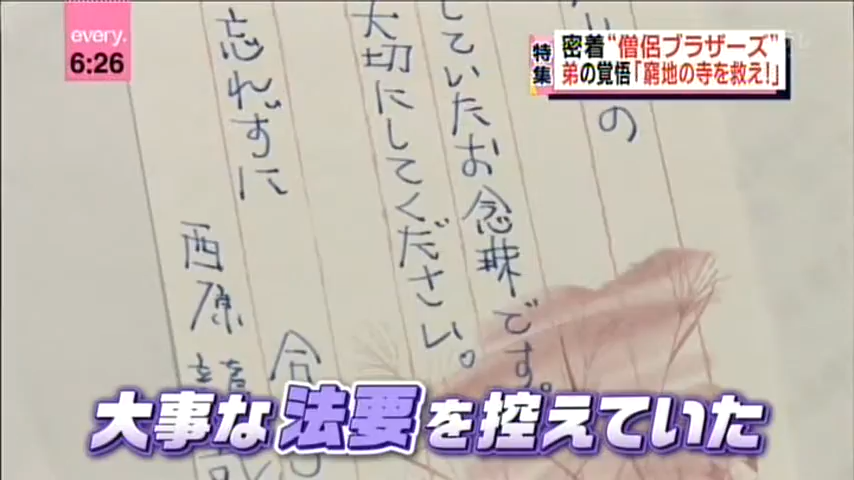 every.
6:26
特集
密着“僧侶ブラザーズ”
弟の覚悟「窮地の寺を救え!」
の
していたお念珠です。
大切にしてください。
忘れずに
西原
大事な法要を控えていた